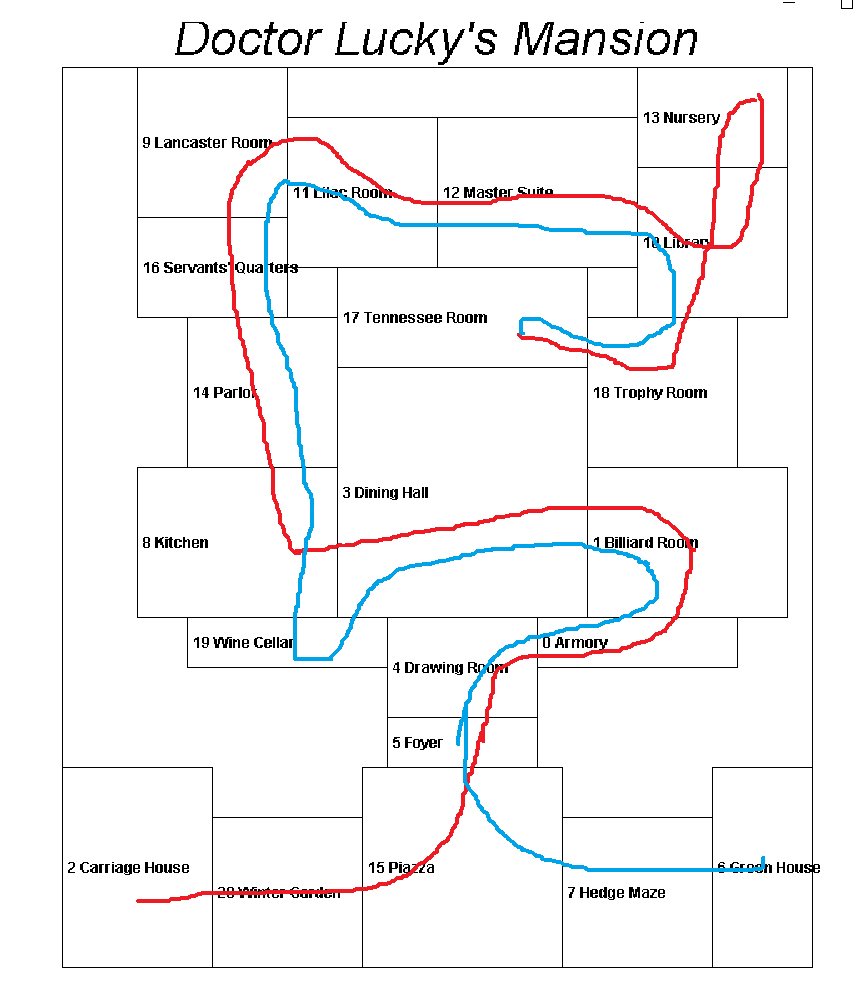 Doctor Lucky's Mansion
13 Nursery
9 Lancaster Room
11 Lilac Room
12 Master Suite
10 Library
16 Servants' Quarters
17 Tennessee Room
14 Parlor
18 Trophy Room
3 Dining Hall
8 Kitchen
1 Billiard Room
19 Wine Cellar
0 Armory
4 Drawing Room
5 Foyer
2 Carriage House
15 Piazza
6 Green House
20 Winter Garden
7 Hedge Maze